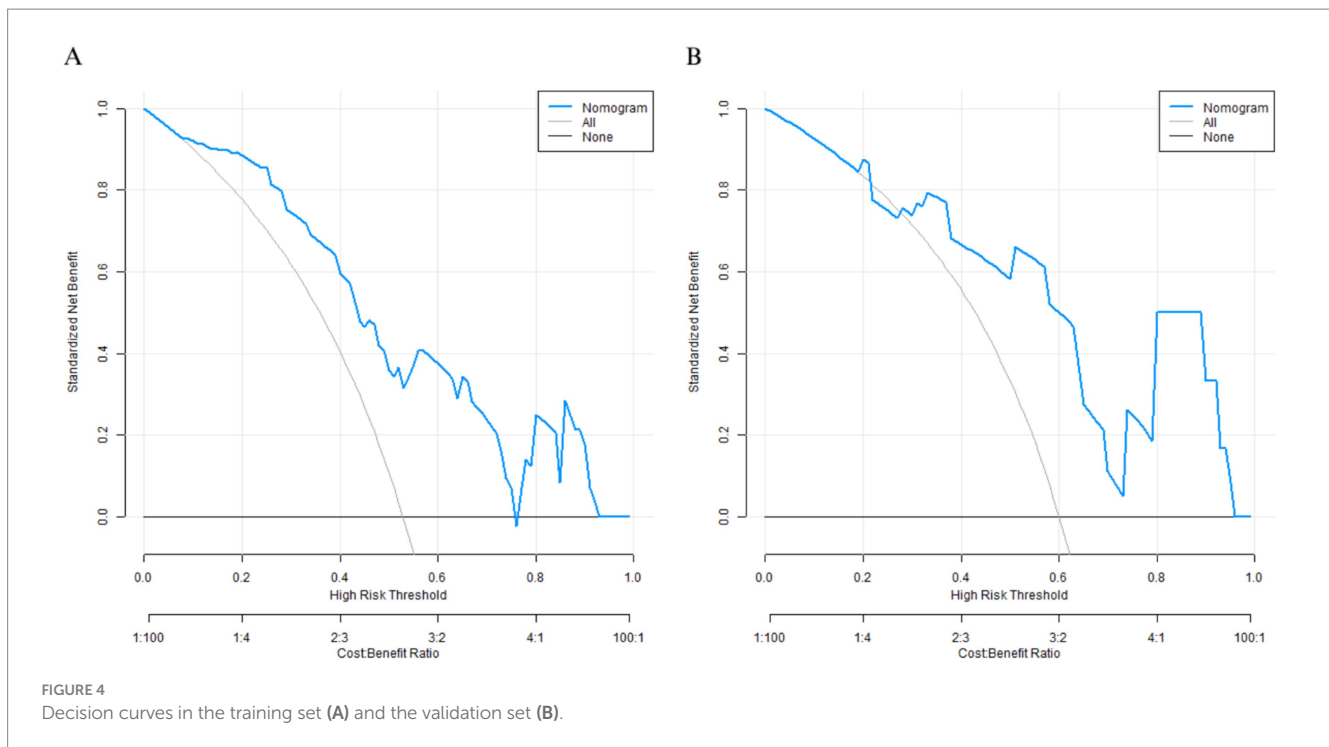 A
Nomogram
All
None
1.0
0.8
0.6
0.4
0.2
0.0
Standardized Net Benefit
0.0 0.2 0.4 0.6 0.8 1.0
High Risk Threshold
1:100 1:4 2:3 3:2 4:1 100:1
Cost:Benefit Ratio
B
Nomogram
All
None
1.0
0.8
0.6
0.4
0.2
0.0
Standardized Net Benefit
0.0 0.2 0.4 0.6 0.8 1.0
High Risk Threshold
1:100 1:4 2:3 3:2 4:1 100:1
Cost:Benefit Ratio
FIGURE 4
Decision curves in the training set (A) and the validation set (B).